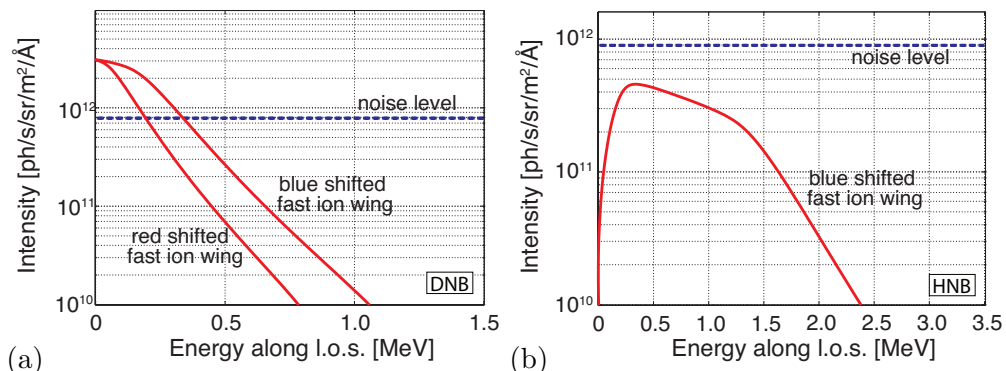 Intensity [ph/s/sr/m²/Å]
10¹²
10¹¹
10¹⁰
noise level
blue shifted
fast ion wing
red shifted
fast ion wing
DNB
0 0.5 1.0 1.5
Energy along l.o.s. [MeV]
(a)
Intensity [ph/s/sr/m²/Å]
10¹²
10¹¹
10¹⁰
noise level
blue shifted
fast ion wing
HNB
0 0.5 1.0 1.5 2.0 2.5 3.0 3.5
Energy along l.o.s. [MeV]
(b)